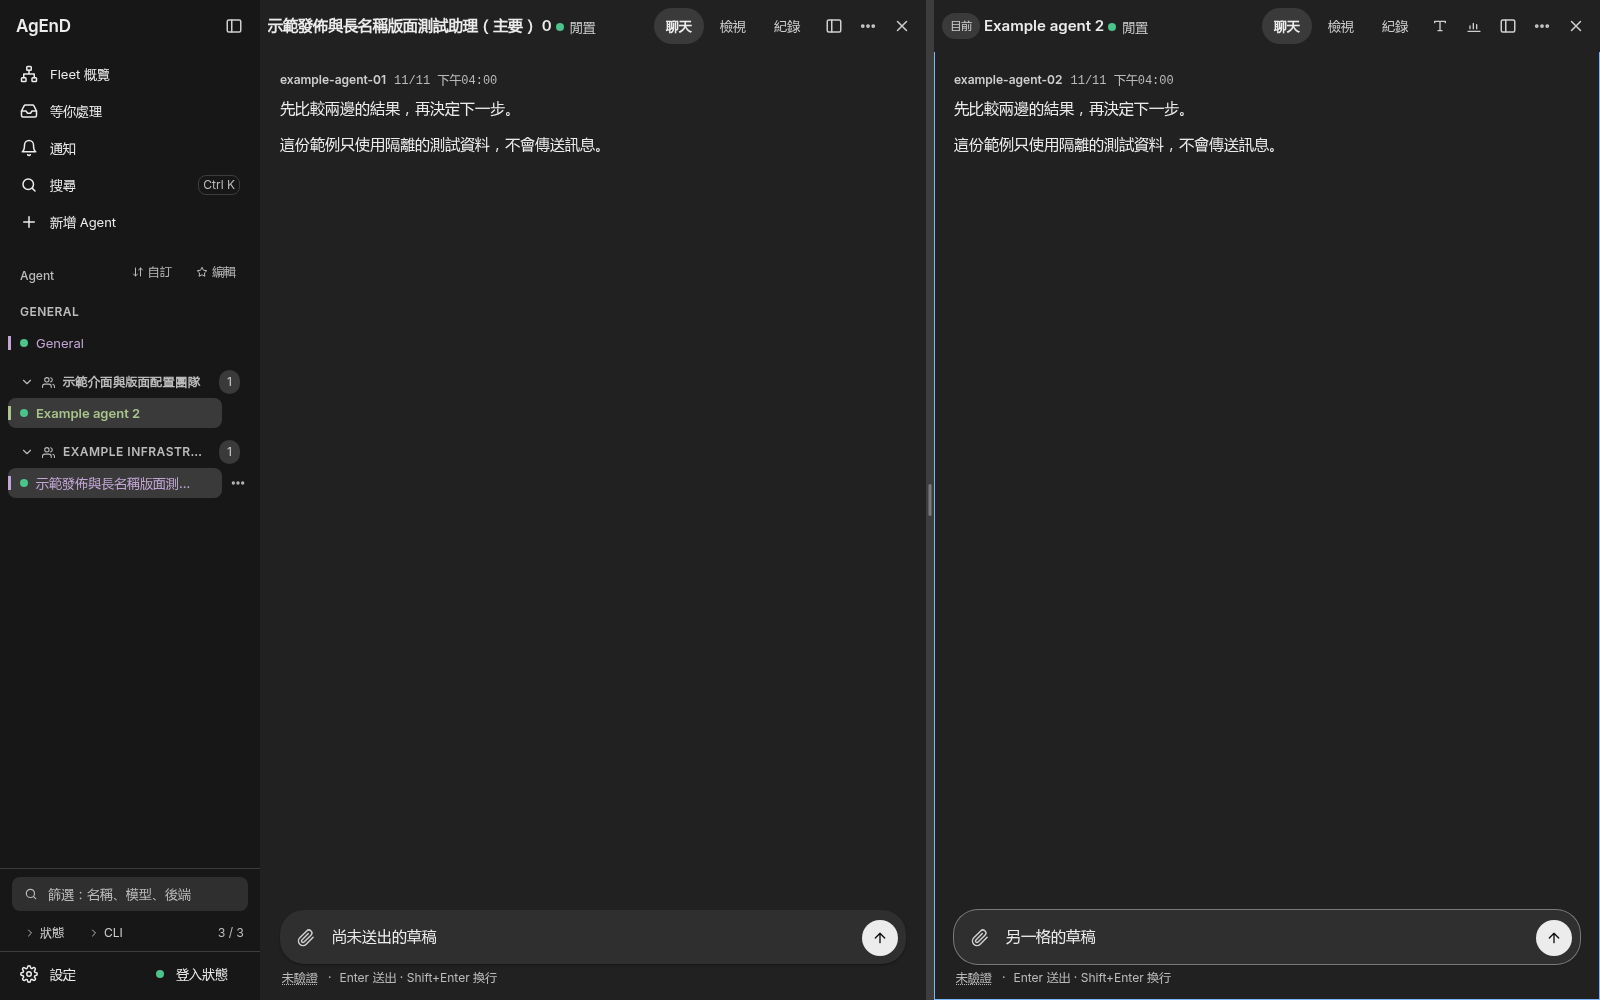 AgEnD
Fleet 概覽
等你處理
通知
搜尋
Ctrl K
新增 Agent
Agent
自訂
編輯
GENERAL
General
示範介面與版面配置團隊
1
Example agent 2
EXAMPLE INFRASTR...
1
示範發佈與長名稱版面測...
篩選：名稱、模型、後端
狀態
CLI
3 / 3
設定
登入狀態
示範發佈與長名稱版面測試助理（主要）0
閒置
聊天
檢視
紀錄
example-agent-01 11/11 下午04:00
先比較兩邊的結果，再決定下一步。
這份範例只使用隔離的測試資料，不會傳送訊息。
尚未送出的草稿
未驗證 · Enter 送出 · Shift+Enter 換行
目前
Example agent 2
閒置
聊天
檢視
紀錄
example-agent-02 11/11 下午04:00
先比較兩邊的結果，再決定下一步。
這份範例只使用隔離的測試資料，不會傳送訊息。
另一格的草稿
未驗證 · Enter 送出 · Shift+Enter 換行